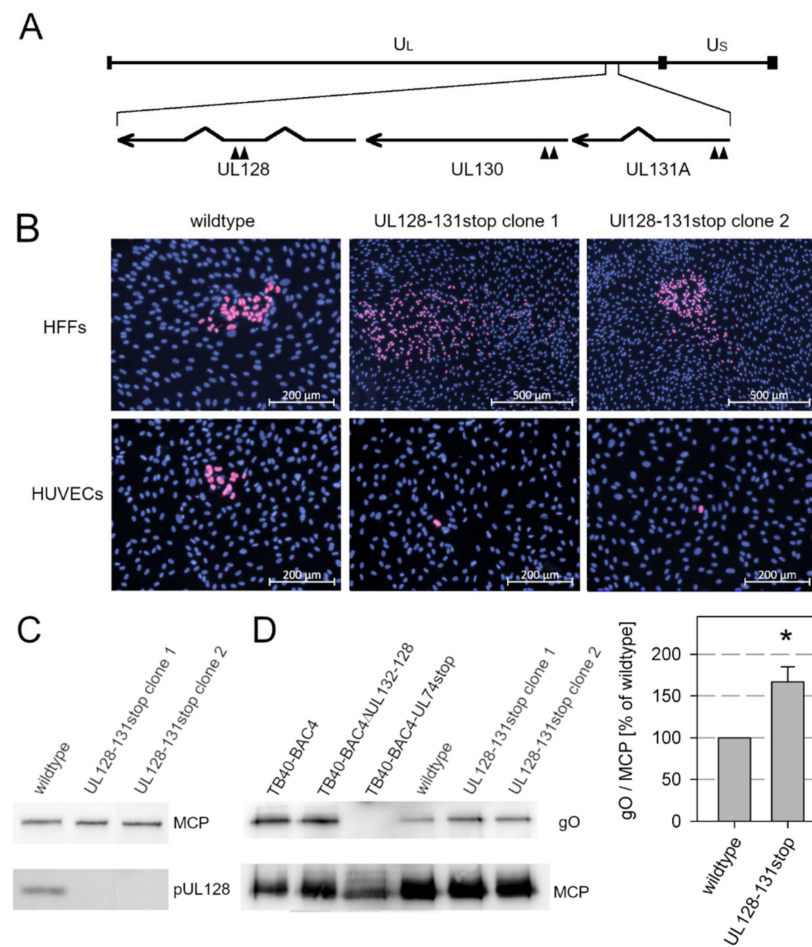 A
UL
US
UL128
UL130
UL131A
B
wildtype
UL128-131stop clone 1
Ul128-131stop clone 2
HFFs
200 µm
500 µm
500 µm
HUVECs
200 µm
200 µm
200 µm
C
wildtype
UL128-131stop clone 1
UL128-131stop clone 2
MCP
pUL128
D
TB40-BAC4
TB40-BAC4ΔUL132-128
TB40-BAC4-UL74stop
wildtype
UL128-131stop clone 1
UL128-131stop clone 2
gO
MCP
gO / MCP [% of wildtype]
200
150
100
50
0
*
wildtype
UL128-131stop